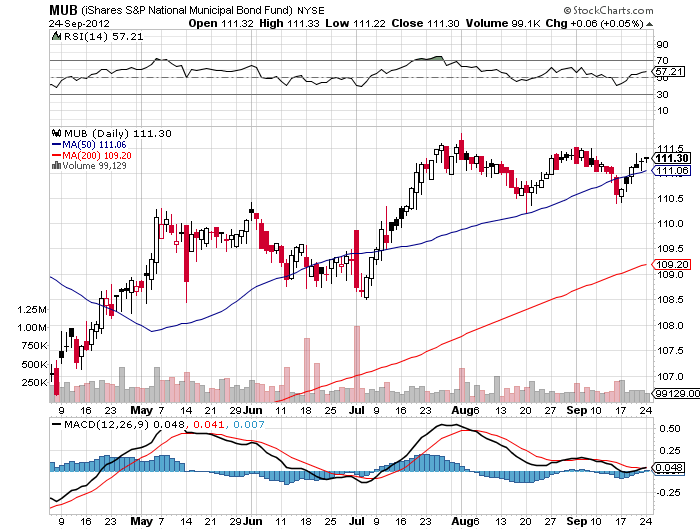 MUB (iShares S&P National Municipal Bond Fund) NYSE © StockCharts.com
24-Sep-2012 Open 111.32 High 111.33 Low 111.22 Close 111.30 Volume 99.1K Chg +0.06 (+0.05%)
RSI(14) 57.21
90
70
57.21
50
30
10
MUB (Daily) 111.30
MA(50) 111.06
MA(200) 109.20
Volume 99,129
111.5
111.30
111.06
110.5
110.0
109.5
109.20
109.0
108.5
108.0
107.5
107.0
1.25M
1.00M
750K
500K
250K
99129.00
9 16 23 May 7 14 21 29 Jun 11 18 25 Jul 9 16 23 Aug 6 13 20 27 Sep 10 17 24
MACD(12,26,9) 0.048, 0.041, 0.007
0.50
0.25
0.048
0.00
-0.25
9 16 23 May 7 14 21 29 Jun 11 18 25 Jul 9 16 23 Aug 6 13 20 27 Sep 10 17 24